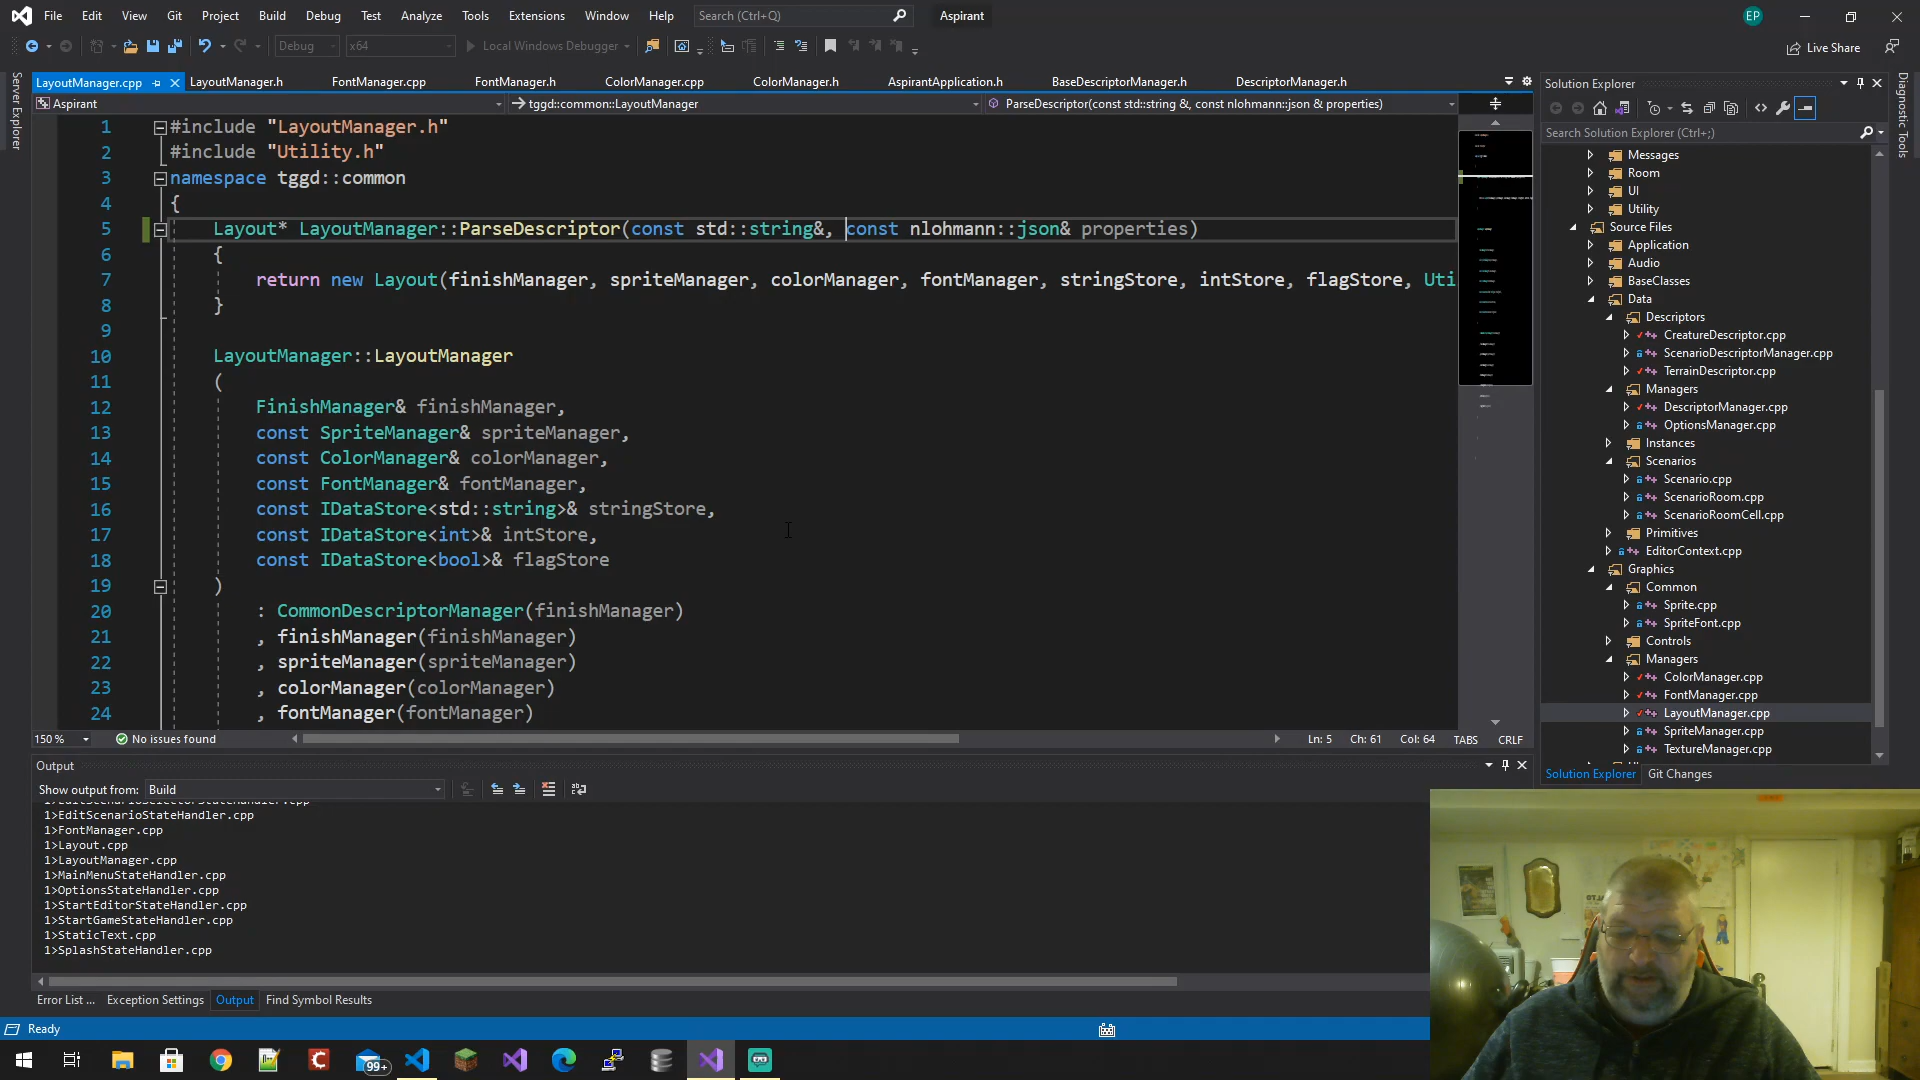 File Edit View Git Project Build Debug Test Analyze Tools Extensions Window Help Search (Ctrl+Q) Aspirant EP
Debug x64 Local Windows Debugger Live Share
Server Explorer
LayoutManager.cpp LayoutManager.h FontManager.cpp FontManager.h ColorManager.cpp ColorManager.h AspirantApplication.h BaseDescriptorManager.h DescriptorManager.h
Aspirant tggd::common::LayoutManager ParseDescriptor(const std::string &, const nlohmann::json & properties)
1 #include "LayoutManager.h"
2 #include "Utility.h"
3 namespace tggd::common
4 {
5 Layout* LayoutManager::ParseDescriptor(const std::string&, const nlohmann::json& properties)
6 {
7 return new Layout(finishManager, spriteManager, colorManager, fontManager, stringStore, intStore, flagStore, Uti
8 }
9
10 LayoutManager::LayoutManager
11 (
12 FinishManager& finishManager,
13 const SpriteManager& spriteManager,
14 const ColorManager& colorManager,
15 const FontManager& fontManager,
16 const IDataStore<std::string>& stringStore,
17 const IDataStore<int>& intStore,
18 const IDataStore<bool>& flagStore
19 )
20 : CommonDescriptorManager(finishManager)
21 , finishManager(finishManager)
22 , spriteManager(spriteManager)
23 , colorManager(colorManager)
24 , fontManager(fontManager)
150 % No issues found Ln: 5 Ch: 61 Col: 64 TABS CRLF
Output
Show output from: Build
1>EditScenarioSelectorStateHandler.cpp
1>EditScenarioStateHandler.cpp
1>FontManager.cpp
1>Layout.cpp
1>LayoutManager.cpp
1>MainMenuStateHandler.cpp
1>OptionsStateHandler.cpp
1>StartEditorStateHandler.cpp
1>StartGameStateHandler.cpp
1>StaticText.cpp
1>SplashStateHandler.cpp
Error List ... Exception Settings Output Find Symbol Results
Ready
99+
Solution Explorer
Search Solution Explorer (Ctrl+;)
Messages
Room
UI
Utility
Source Files
Application
Audio
BaseClasses
Data
Descriptors
CreatureDescriptor.cpp
ScenarioDescriptorManager.cpp
TerrainDescriptor.cpp
Managers
DescriptorManager.cpp
OptionsManager.cpp
Instances
Scenarios
Scenario.cpp
ScenarioRoom.cpp
ScenarioRoomCell.cpp
Primitives
EditorContext.cpp
Graphics
Common
Sprite.cpp
SpriteFont.cpp
Controls
Managers
ColorManager.cpp
FontManager.cpp
LayoutManager.cpp
SpriteManager.cpp
TextureManager.cpp
Solution Explorer Git Changes
Diagnostic Tools